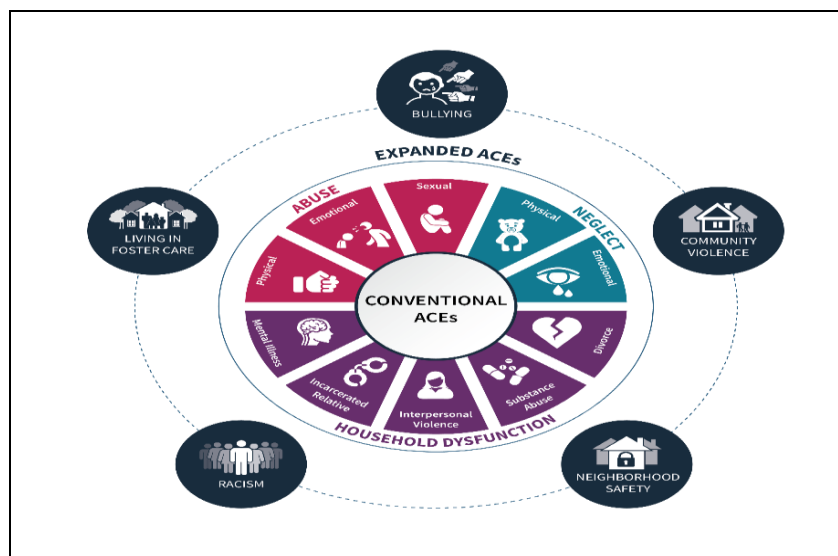 BULLYING
EXPANDED ACEs
LIVING IN
FOSTER CARE
COMMUNITY
VIOLENCE
ABUSE
Physical
Emotional
Sexual
NEGLECT
Physical
Emotional
CONVENTIONAL
ACEs
Mental Illness
Incarcerated
Relative
Interpersonal
Violence
Substance
Abuse
Divorce
HOUSEHOLD DYSFUNCTION
RACISM
NEIGHBORHOOD
SAFETY